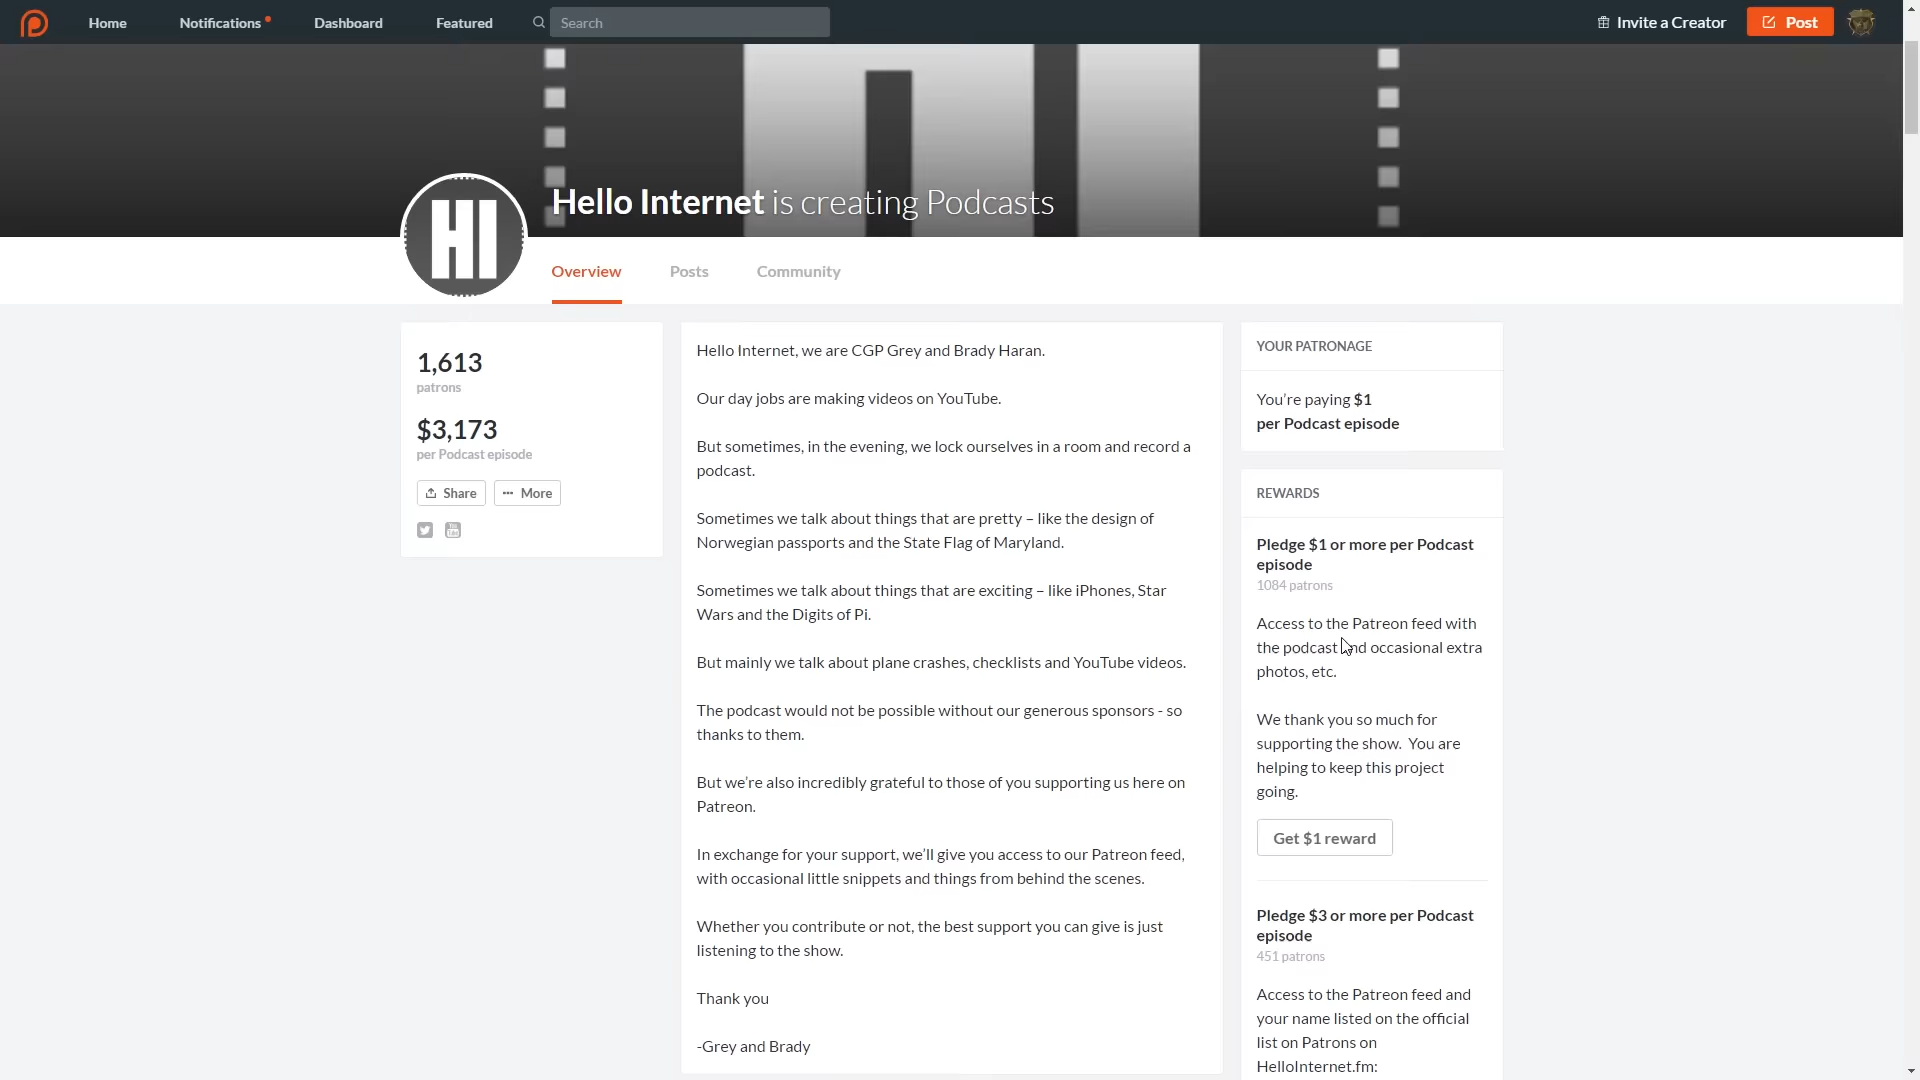 Home
Notifications
Dashboard
Featured
Search
Invite a Creator
Post
HI
Hello Internet is creating Podcasts
HI
Overview
Posts
Community
1,613
patrons
$3,173
per Podcast episode
Share
More
Hello Internet, we are CGP Grey and Brady Haran.
Our day jobs are making videos on YouTube.
But sometimes, in the evening, we lock ourselves in a room and record a
podcast.
Sometimes we talk about things that are pretty – like the design of
Norwegian passports and the State Flag of Maryland.
Sometimes we talk about things that are exciting – like iPhones, Star
Wars and the Digits of Pi.
But mainly we talk about plane crashes, checklists and YouTube videos.
The podcast would not be possible without our generous sponsors - so
thanks to them.
But we’re also incredibly grateful to those of you supporting us here on
Patreon.
In exchange for your support, we’ll give you access to our Patreon feed,
with occasional little snippets and things from behind the scenes.
Whether you contribute or not, the best support you can give is just
listening to the show.
Thank you
-Grey and Brady
YOUR PATRONAGE
You’re paying $1
per Podcast episode
REWARDS
Pledge $1 or more per Podcast
episode
1084 patrons
Access to the Patreon feed with
the podcast and occasional extra
photos, etc.
We thank you so much for
supporting the show. You are
helping to keep this project
going.
Get $1 reward
Pledge $3 or more per Podcast
episode
451 patrons
Access to the Patreon feed and
your name listed on the official
list on Patrons on
HelloInternet.fm: